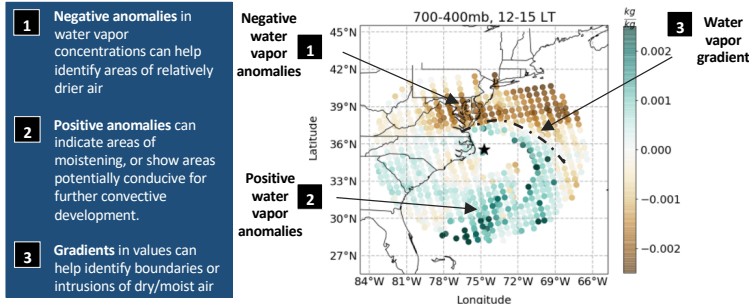 1 Negative anomalies in
water vapor
concentrations can help
identify areas of relatively
drier air
2 Positive anomalies can
indicate areas of
moistening, or show areas
potentially conducive for
further convective
development.
3 Gradients in values can
help identify boundaries or
intrusions of dry/moist air
Negative
water
vapor
anomalies
1
Positive
water
vapor
anomalies
2
700-400mb, 12-15 LT
45°N
42°N
39°N
36°N
33°N
30°N
27°N
Latitude
84°W 81°W 78°W 75°W 72°W 69°W 66°W
Longitude
kg
kg
0.002
0.001
0.000
−0.001
−0.002
3
Water
vapor
gradient